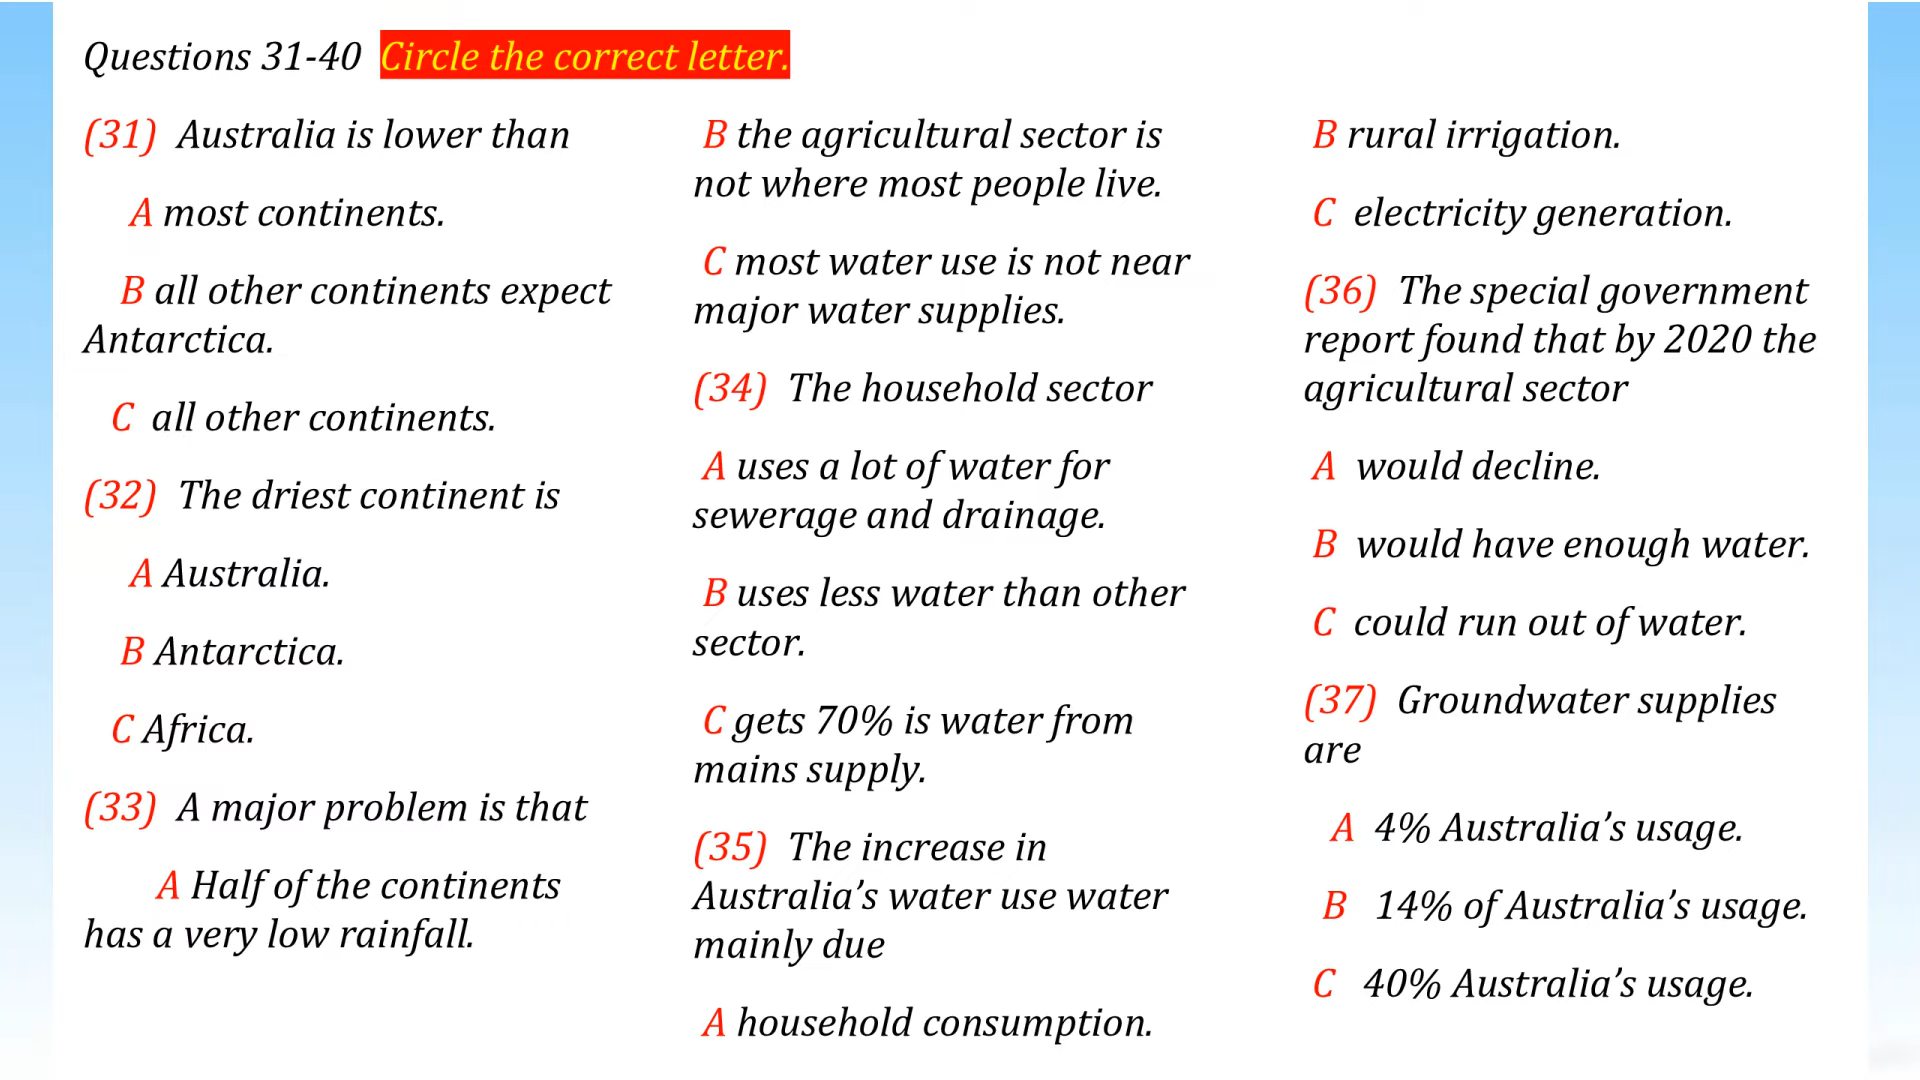 Questions 31-40 Circle the correct letter.
(31) Australia is lower than
A most continents.
B all other continents expect
Antarctica.
C all other continents.
(32) The driest continent is
A Australia.
B Antarctica.
C Africa.
(33) A major problem is that
A Half of the continents
has a very low rainfall.
B the agricultural sector is
not where most people live.
C most water use is not near
major water supplies.
(34) The household sector
A uses a lot of water for
sewerage and drainage.
B uses less water than other
sector.
C gets 70% is water from
mains supply.
(35) The increase in
Australia’s water use water
mainly due
A household consumption.
B rural irrigation.
C electricity generation.
(36) The special government
report found that by 2020 the
agricultural sector
A would decline.
B would have enough water.
C could run out of water.
(37) Groundwater supplies
are
A 4% Australia’s usage.
B 14% of Australia’s usage.
C 40% Australia’s usage.